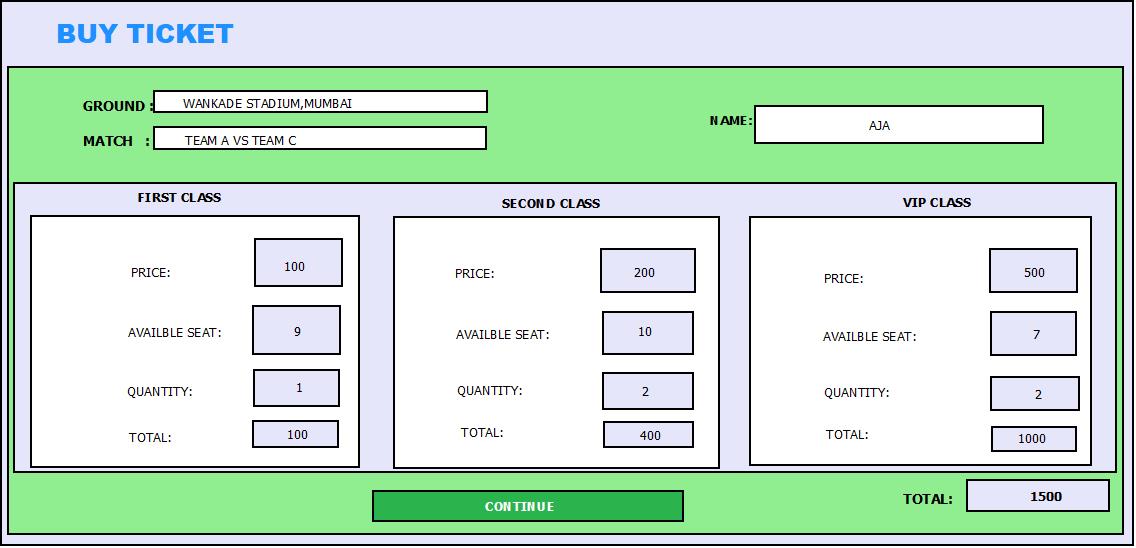 BUY TICKET
GROUND : WANKADE STADIUM,MUMBAI
NAME: AJA
MATCH : TEAM A VS TEAM C
FIRST CLASS
PRICE: 100
AVAILBLE SEAT: 9
QUANTITY: 1
TOTAL: 100
SECOND CLASS
PRICE: 200
AVAILBLE SEAT: 10
QUANTITY: 2
TOTAL: 400
VIP CLASS
PRICE: 500
AVAILBLE SEAT: 7
QUANTITY: 2
TOTAL: 1000
CONTINUE
TOTAL: 1500